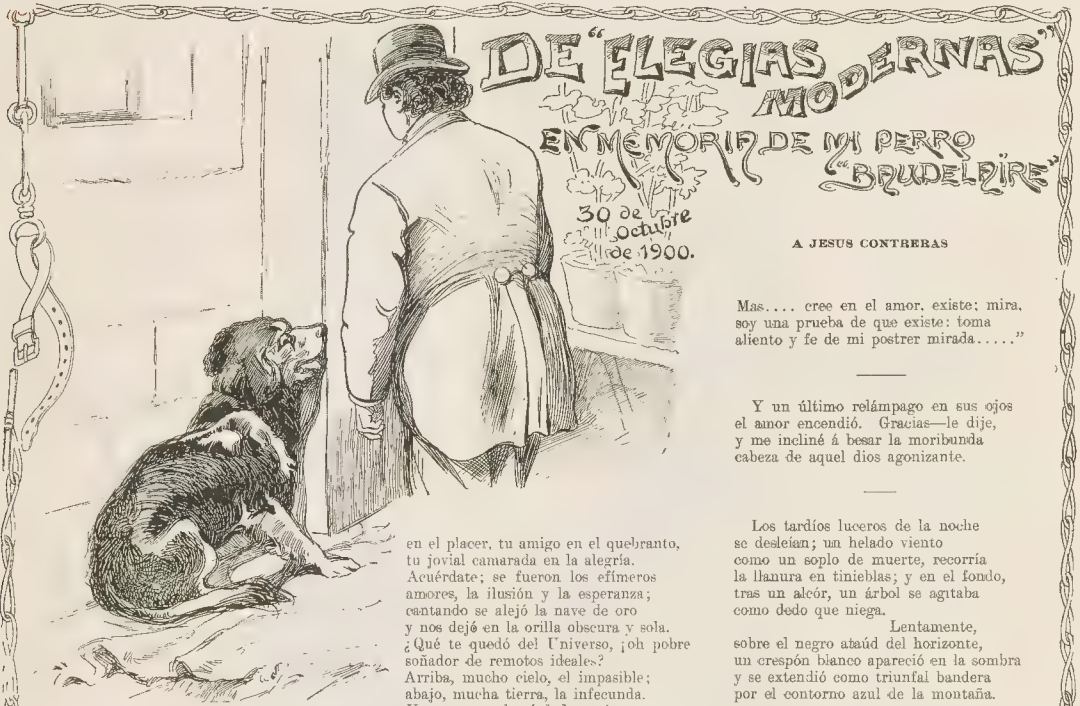 DE "ELEGIAS MODERNAS"
EN MEMORIA DE MI PERRO
"BAUDELAIRE"
30 de
Octubre
de 1900.
en el placer, tu amigo en el quebranto,
tu jovial camarada en la alegría.
Acuérdate; se fueron los efímeros
amores, la ilusión y la esperanza;
cantando se alejó la nave de oro
y nos dejó en la orilla obscura y sola.
¿Qué te quedó del Universo, ¡oh pobre
soñador de remotos ideales?
Arriba, mucho cielo, el impasible;
abajo, mucha tierra, la infecunda.
A JESUS CONTRERAS
Mas.... cree en el amor, existe; mira,
soy una prueba de que existe: toma
aliento y fe de mi postrer mirada....."
Y un último relámpago en sus ojos
el amor encendió. Gracias—le dije,
y me incliné á besar la moribunda
cabeza de aquel dios agonizante.
Los tardíos luceros de la noche
se desleían; un helado viento
como un soplo de muerte, recorría
la llanura en tinieblas; y en el fondo,
tras un alcór, un árbol se agitaba
como dedo que niega.
Lentamente,
sobre el negro ataúd del horizonte,
un crespón blanco apareció en la sombra
y se extendió como triunfal bandera
por el contorno azul de la montaña.